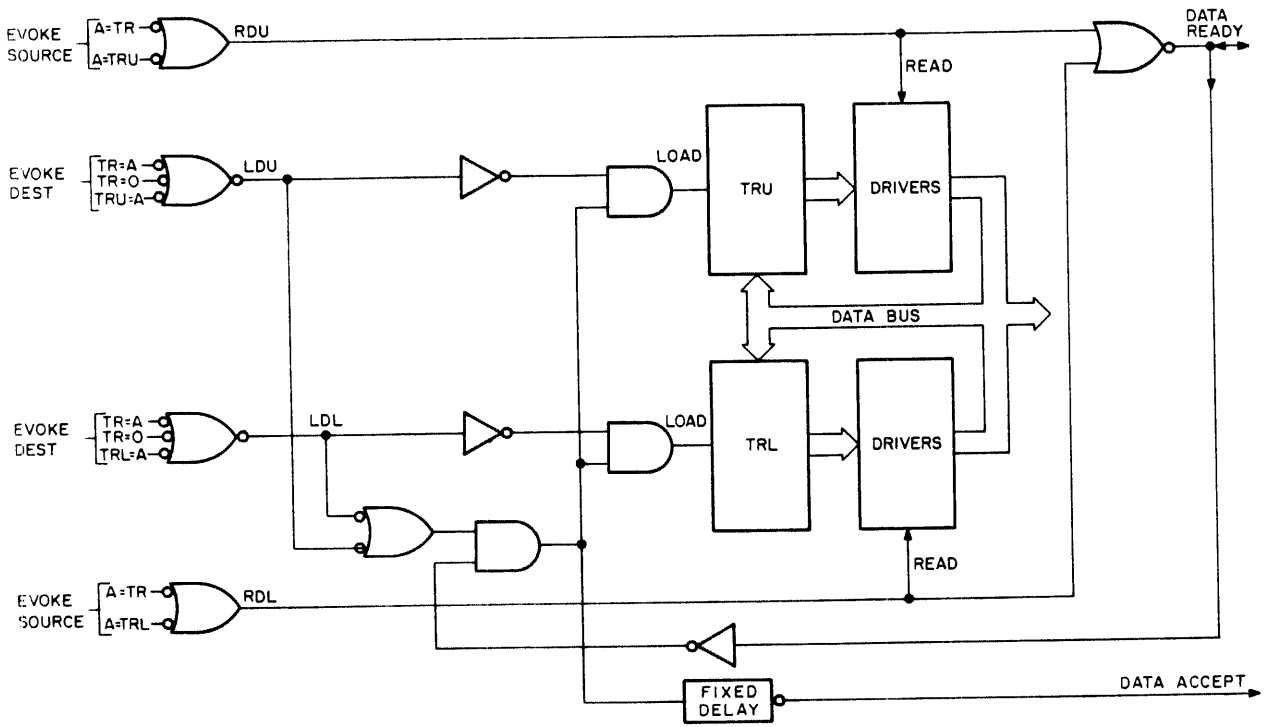 EVOKE
SOURCE
A=TR
A=TRU
RDU
DATA
READY
READ
EVOKE
DEST
TR=A
TR=O
TRU=A
LDU
LOAD
TRU
DRIVERS
DATA BUS
EVOKE
DEST
TR=A
TR=O
TRL=A
LDL
LOAD
TRL
DRIVERS
READ
EVOKE
SOURCE
A=TR
A=TRL
RDL
FIXED
DELAY
DATA ACCEPT